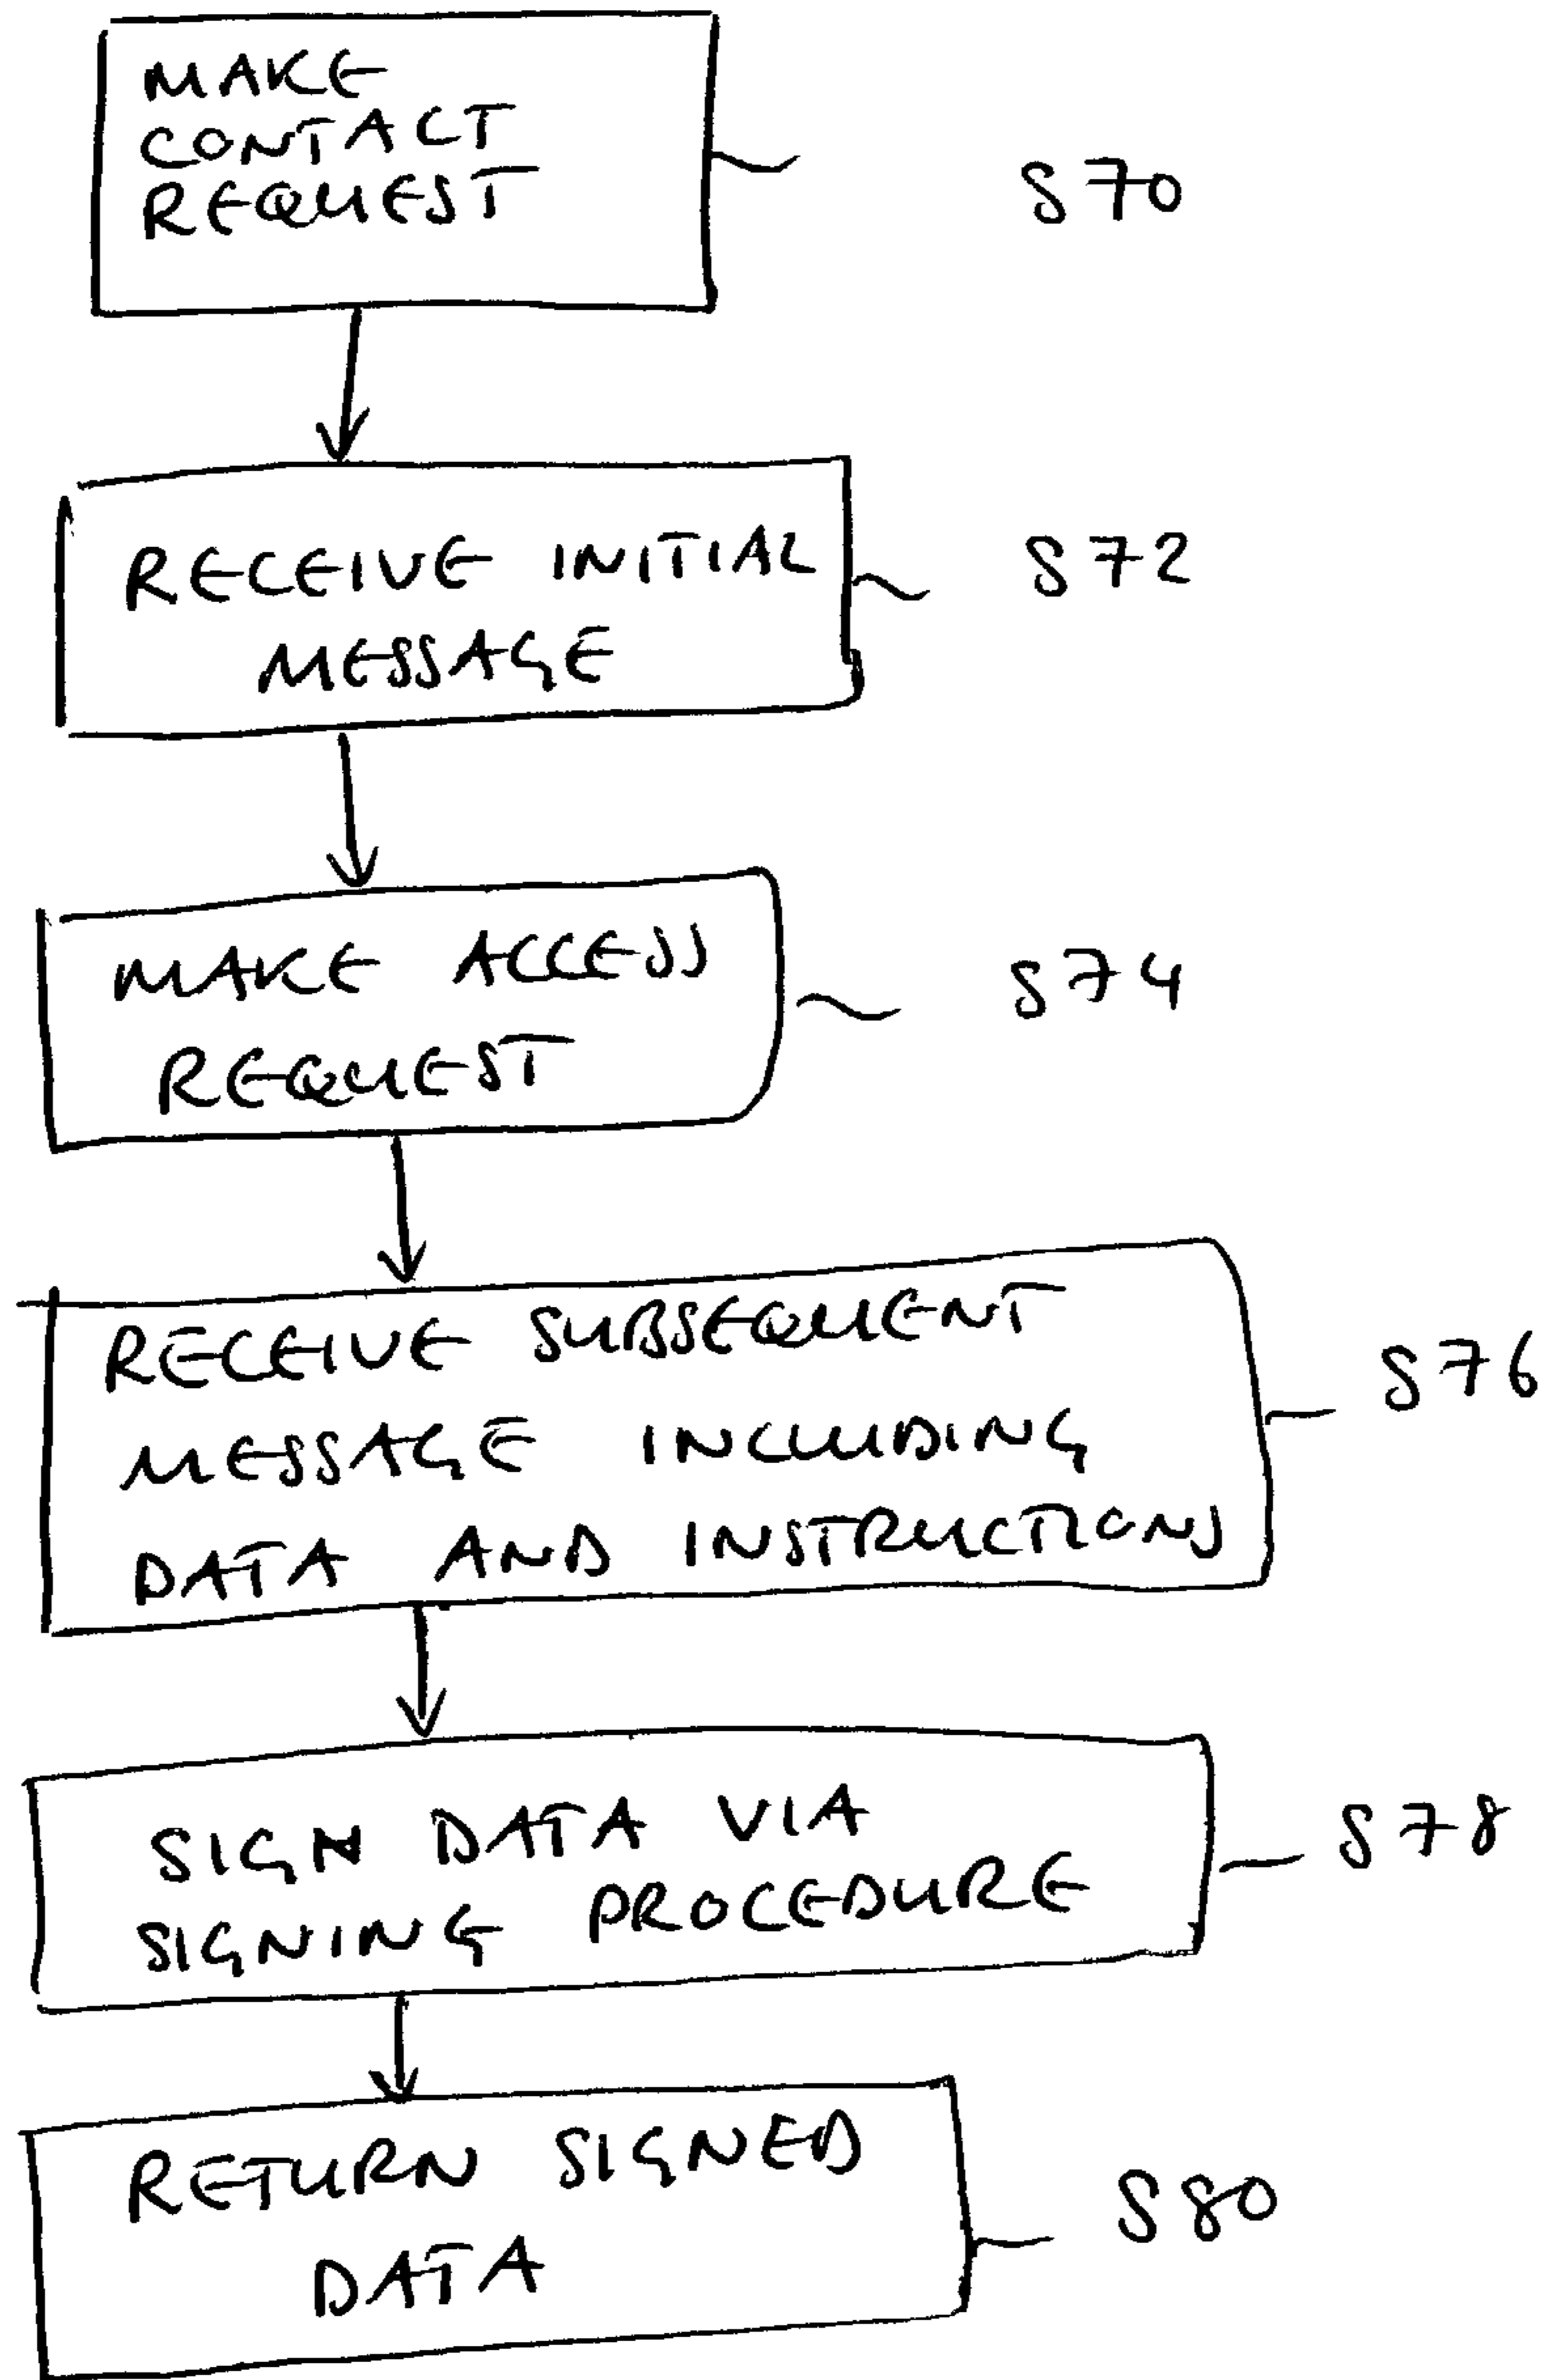 MAKE
CONTACT
REQUEST
S70
RECEIVE INITIAL
MESSAGE
S72
MAKE ACCESS
REQUEST
S74
RECEIVE SUBSEQUENT
MESSAGE INCLUDING
DATA AND INSTRUCTIONS
S76
SIGN DATA VIA
SIGNING PROCEDURE
S78
RETURN SIGNED
DATA
S80